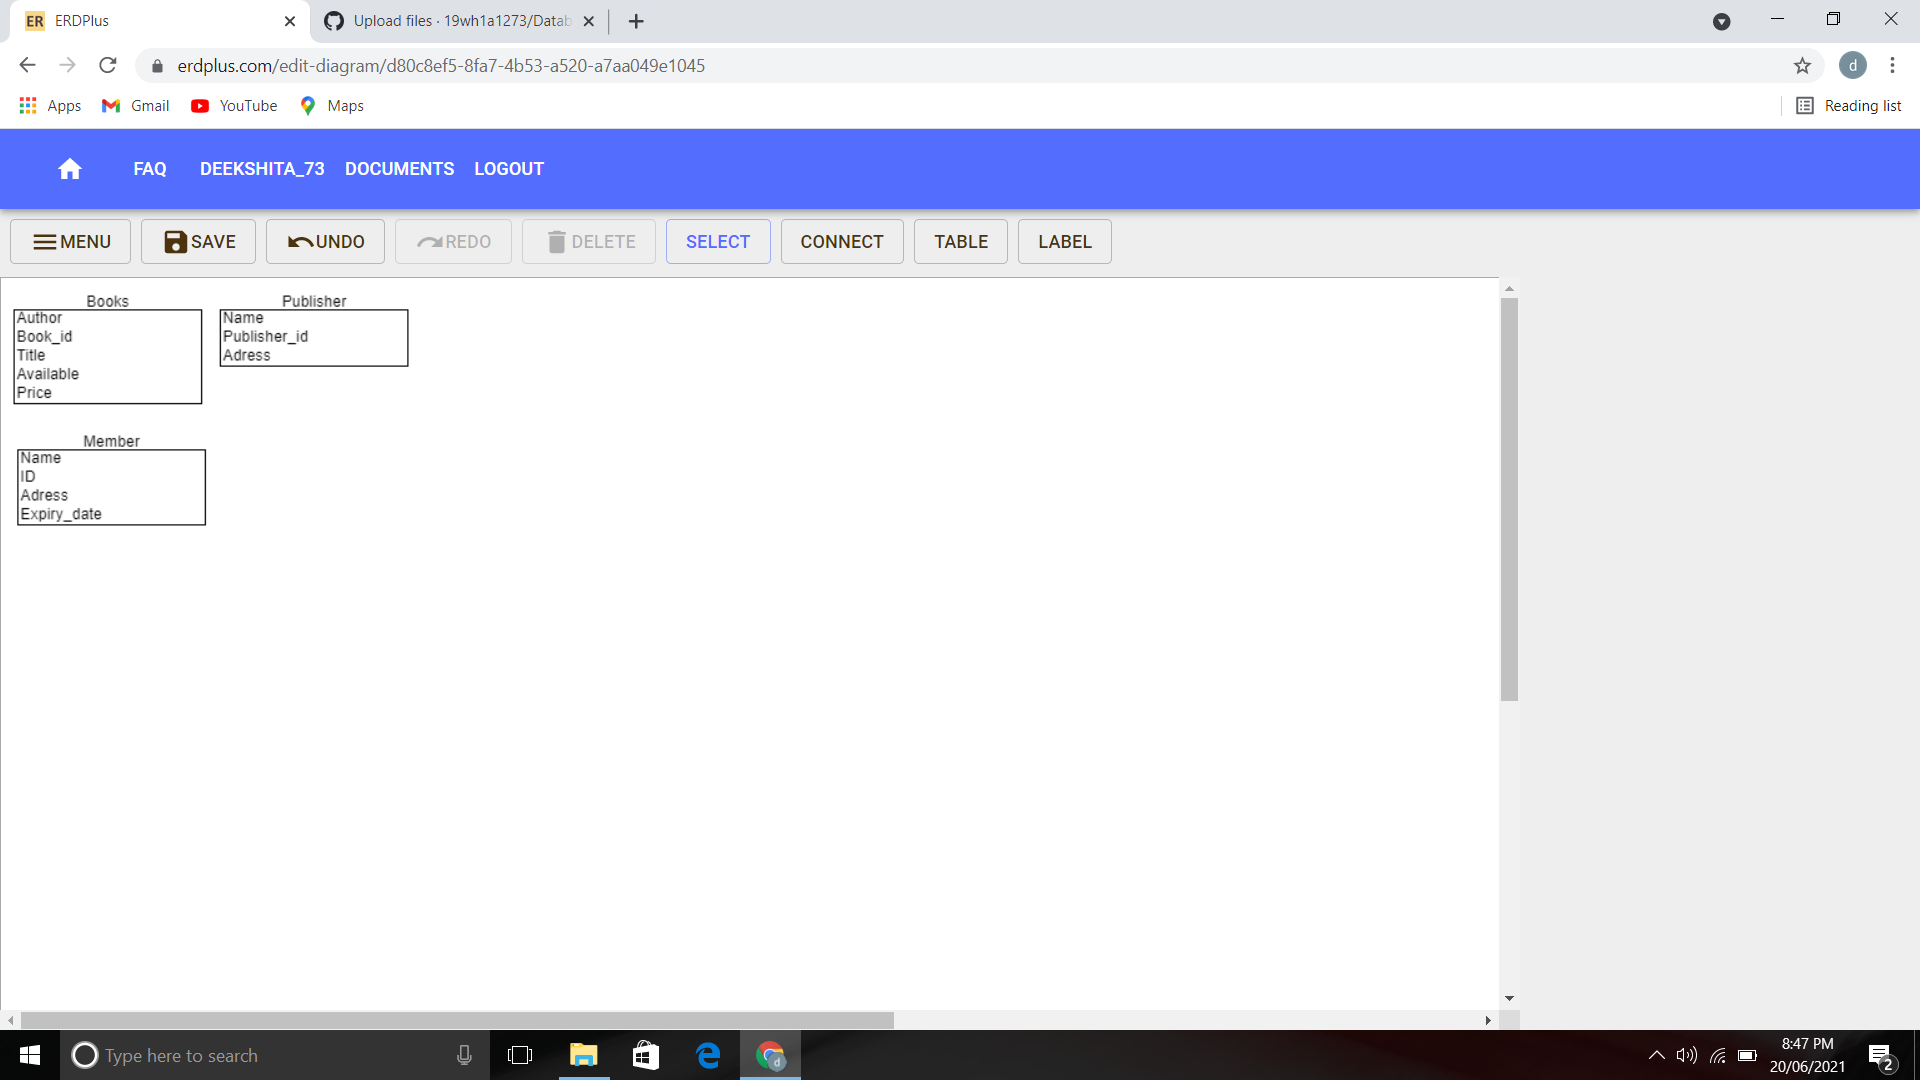 ER ERDPlus
Upload files · 19wh1a1273/Datab
erdplus.com/edit-diagram/d80c8ef5-8fa7-4b53-a520-a7aa049e1045
d
Apps Gmail YouTube Maps Reading list
FAQ DEEKSHITA_73 DOCUMENTS LOGOUT
MENU SAVE UNDO REDO DELETE SELECT CONNECT TABLE LABEL
Books
Author
Book_id
Title
Available
Price
Publisher
Name
Publisher_id
Adress
Member
Name
ID
Adress
Expiry_date
Type here to search
d
8:47 PM
20/06/2021
2